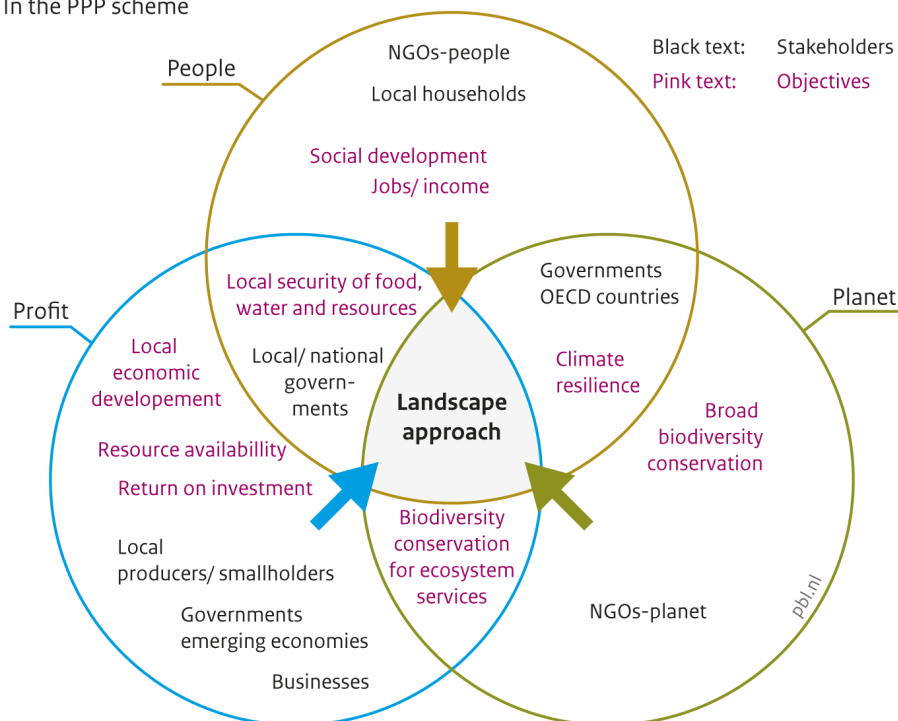 In the PPP scheme
People
NGOs-people
Local households
Black text: Stakeholders
Pink text: Objectives
Social development
Jobs/ income
Profit
Local security of food,
water and resources
Governments
OECD countries
Planet
Local
economic
developement
Local/ national
govern-
ments
Climate
resilience
Landscape
approach
Broad
biodiversity
conservation
Resource availabillity
Return on investment
Biodiversity
conservation
for ecosystem
services
Local
producers/ smallholders
Governments
emerging economies
Businesses
NGOs-planet
pbl.nl